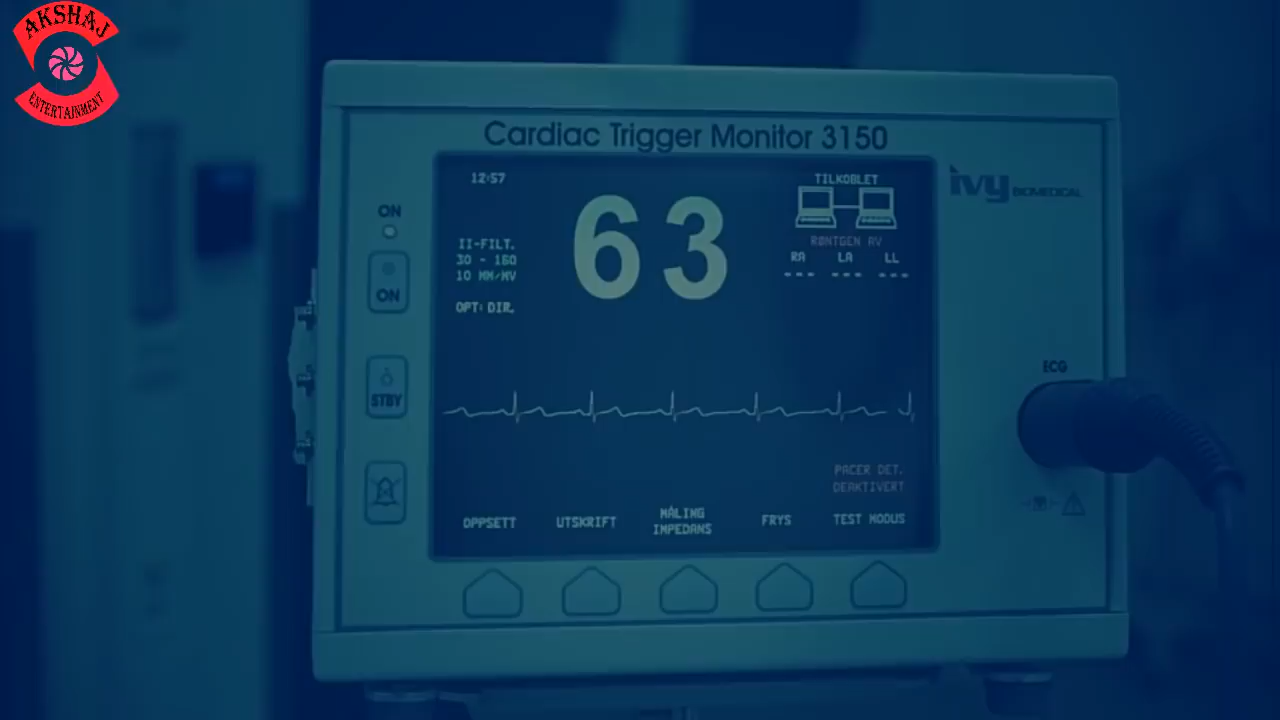 AKSHAJ
ENTERTAINMENT
Cardiac Trigger Monitor 3150
ivy BIOMEDICAL
12:57
63
TILKOBLET
RØNTGEN AV
RA LA LL
--- --- ---
II-FILT.
30 - 160
10 MM/MV
OPT: DIR.
ON
ON
STBY
ECG
PACER DET.
DEAKTIVERT
OPPSETT
UTSKRIFT
MÅLING
IMPEDANS
FRYS
TEST MODUS